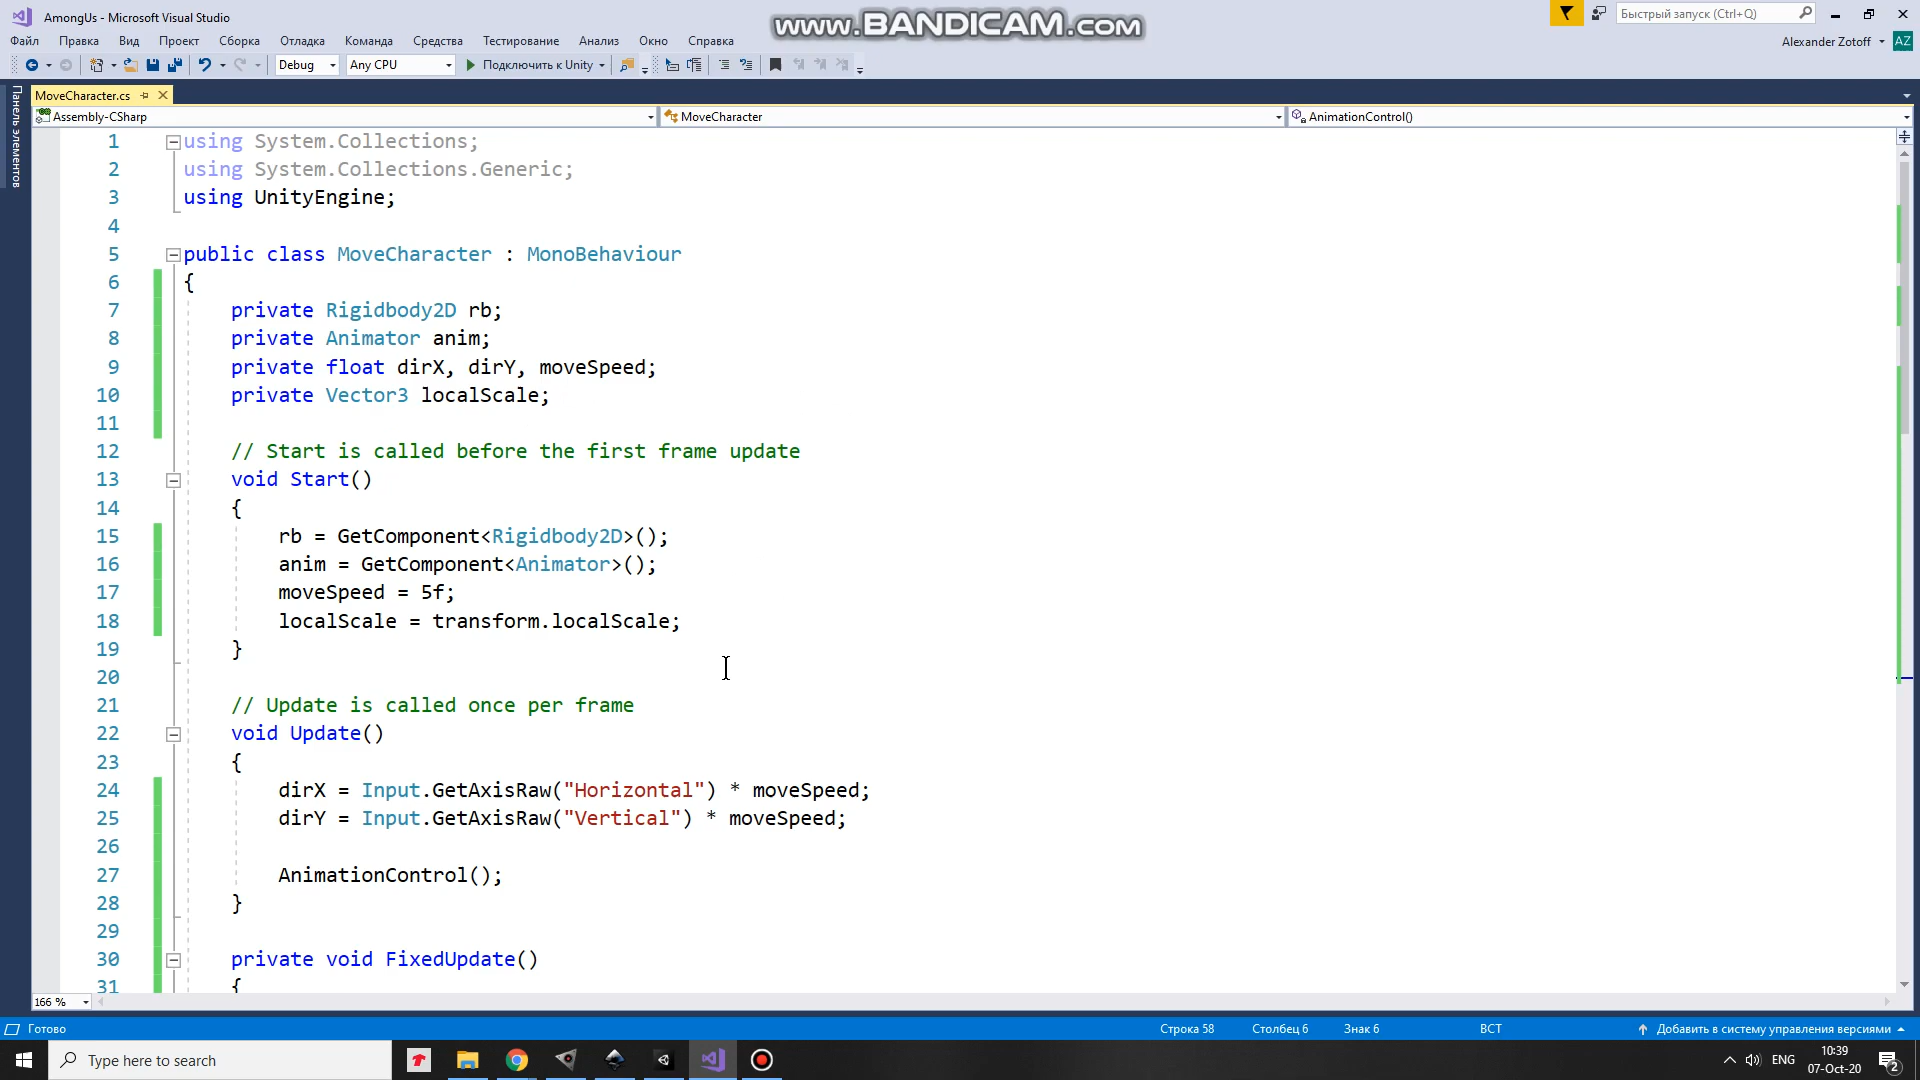 AmongUs - Microsoft Visual Studio
www.BANDICAM.com
Быстрый запуск (Ctrl+Q)
Файл Правка Вид Проект Сборка Отладка Команда Средства Тестирование Анализ Окно Справка
Alexander Zotoff AZ
Debug Any CPU Подключить к Unity
Панель элементов
MoveCharacter.cs
Assembly-CSharp MoveCharacter AnimationControl()
1 using System.Collections;
2 using System.Collections.Generic;
3 using UnityEngine;
4
5 public class MoveCharacter : MonoBehaviour
6 {
7 private Rigidbody2D rb;
8 private Animator anim;
9 private float dirX, dirY, moveSpeed;
10 private Vector3 localScale;
11
12 // Start is called before the first frame update
13 void Start()
14 {
15 rb = GetComponent<Rigidbody2D>();
16 anim = GetComponent<Animator>();
17 moveSpeed = 5f;
18 localScale = transform.localScale;
19 }
20
21 // Update is called once per frame
22 void Update()
23 {
24 dirX = Input.GetAxisRaw("Horizontal") * moveSpeed;
25 dirY = Input.GetAxisRaw("Vertical") * moveSpeed;
26
27 AnimationControl();
28 }
29
30 private void FixedUpdate()
31 {
166 %
Готово Строка 58 Столбец 6 Знак 6 ВСТ Добавить в систему управления версиями
Type here to search
ENG
10:39
07-Oct-20
2